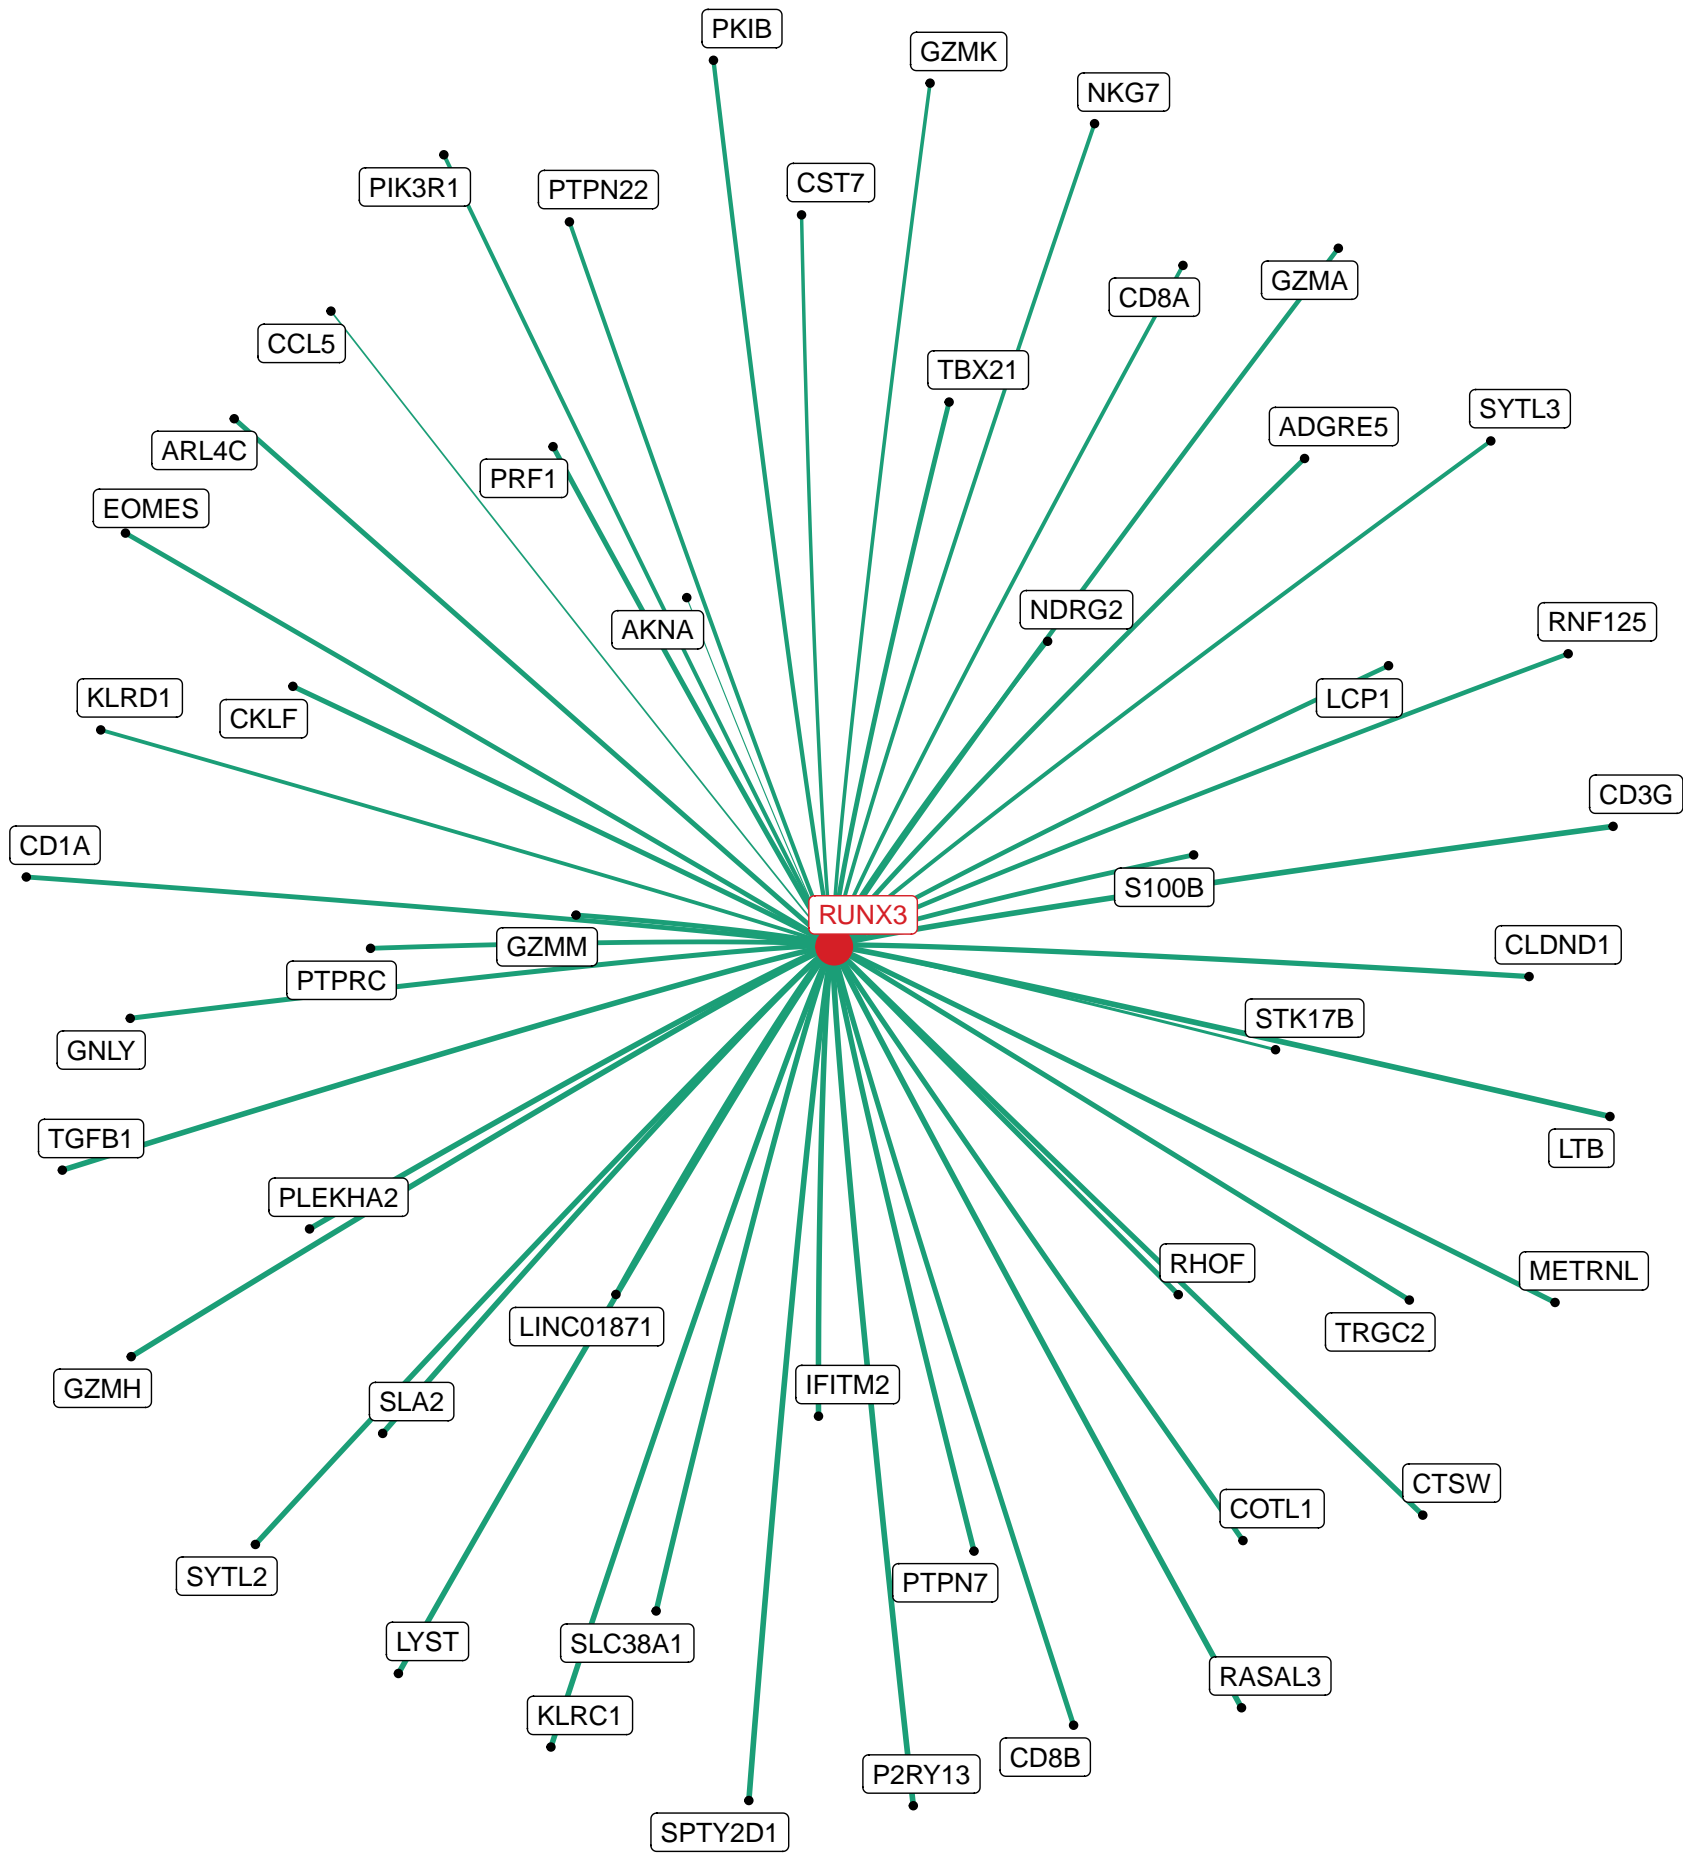 PKIB
GZMK
NKG7
PIK3R1
PTPN22
CST7
CD8A
GZMA
CCL5
TBX21
SYTL3
ADGRE5
ARL4C
PRF1
EOMES
AKNA
NDRG2
RNF125
KLRD1
CKLF
LCP1
CD3G
CD1A
S100B
RUNX3
GZMM
CLDND1
PTPRC
STK17B
GNLY
TGFB1
LTB
PLEKHA2
RHOF
METRNL
LINC01871
TRGC2
GZMH
IFITM2
SLA2
CTSW
COTL1
SYTL2
PTPN7
LYST
SLC38A1
RASAL3
KLRC1
CD8B
P2RY13
SPTY2D1